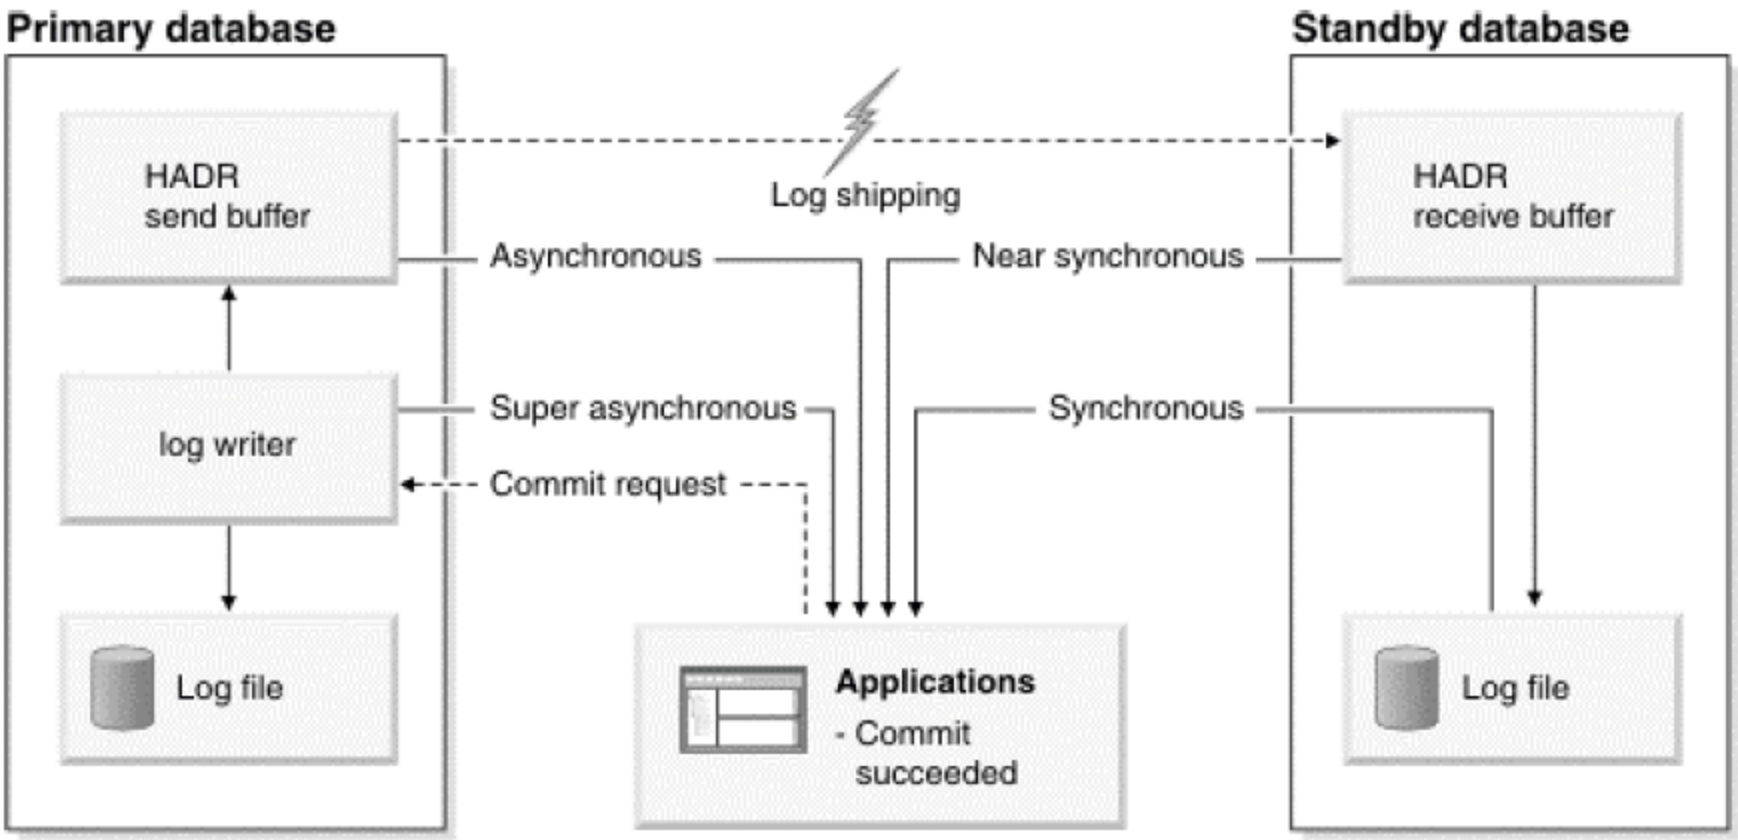 Primary database
Standby database
HADR
send buffer
Log shipping
HADR
receive buffer
Asynchronous
Near synchronous
log writer
Super asynchronous
Synchronous
Commit request
Log file
Applications
- Commit
succeeded
Log file